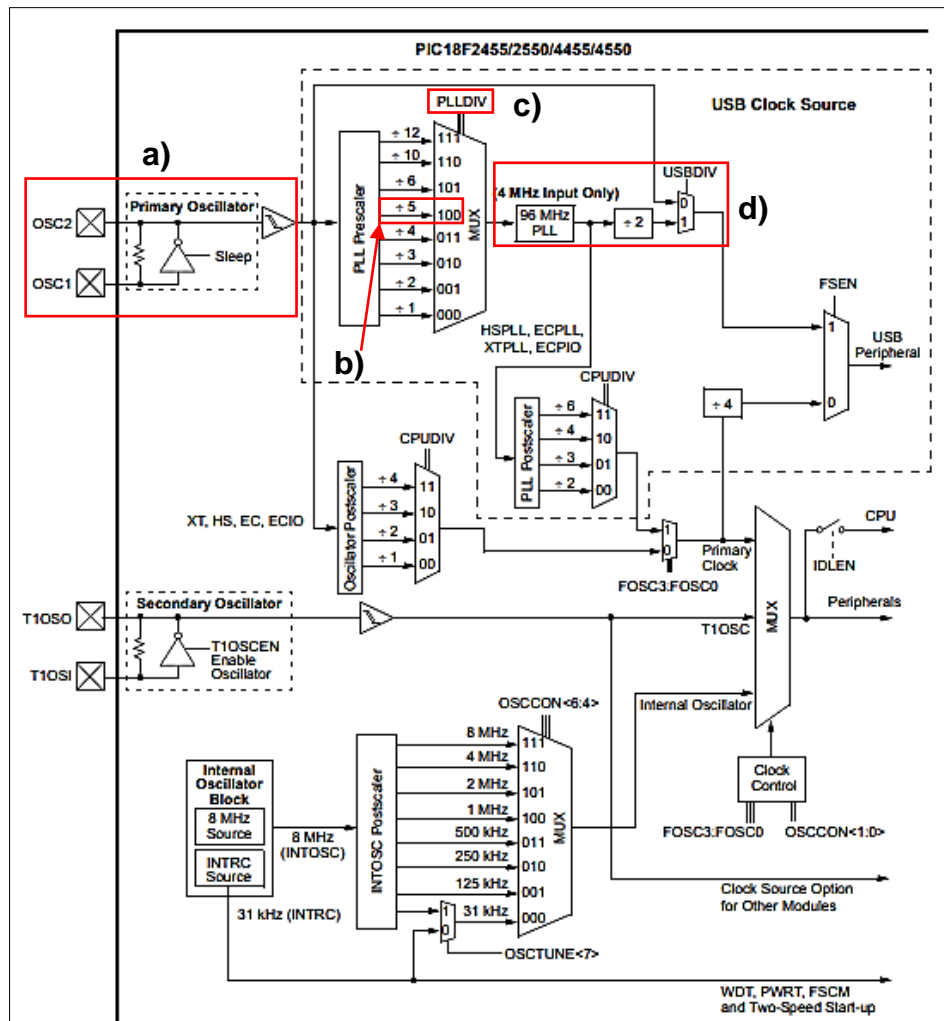 PIC18F2455/2550/4455/4550
USB Clock Source
PLLDIV
c)
a)
÷ 12
111
÷ 10
110
÷ 6
101
÷ 5
100
÷ 4
011
÷ 3
010
÷ 2
001
÷ 1
000
PLL Prescaler
MUX
(4 MHz Input Only)
96 MHz
PLL
÷ 2
USBDIV
0
1
d)
Primary Oscillator
OSC2
Sleep
OSC1
b)
HSPLL, ECPLL,
XTPLL, ECPIO
FSEN
1
USB
Peripheral
0
÷ 4
CPUDIV
PLL Postscaler
÷ 6
11
÷ 4
10
÷ 3
01
÷ 2
00
CPUDIV
XT, HS, EC, ECIO
Oscillator Postscaler
÷ 4
11
÷ 3
10
÷ 2
01
÷ 1
00
1
0
Primary
Clock
FOSC3:FOSC0
MUX
CPU
IDLEN
Peripherals
Secondary Oscillator
T1OSO
T1OSCEN
Enable
Oscillator
T1OSI
T1OSC
Internal Oscillator
OSCCON<6:4>
Clock
Control
FOSC3:FOSC0
OSCCON<1:0>
Internal
Oscillator
Block
8 MHz
Source
INTRC
Source
8 MHz
(INTOSC)
31 kHz (INTRC)
INTOSC Postscaler
8 MHz
111
4 MHz
110
2 MHz
101
1 MHz
100
500 kHz
011
250 kHz
010
125 kHz
001
1
0
31 kHz
000
MUX
OSCTUNE<7>
Clock Source Option
for Other Modules
WDT, PWRT, FSCM
and Two-Speed Start-up